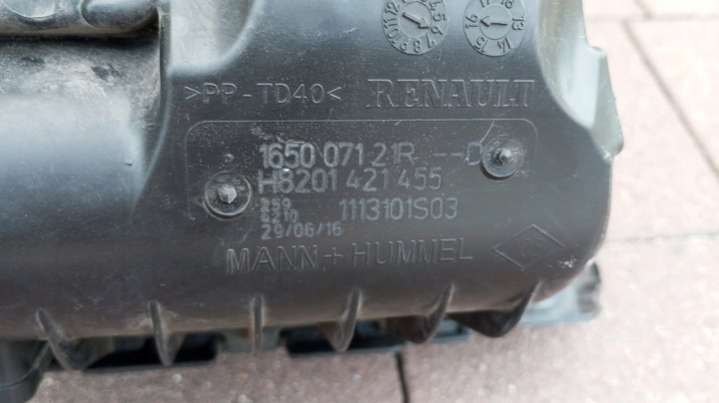 >PP-TD40< RENAULT
1650 071 21R --D
H8201 421 455
1113101S03
29/06/16
MANN+HUMMEL